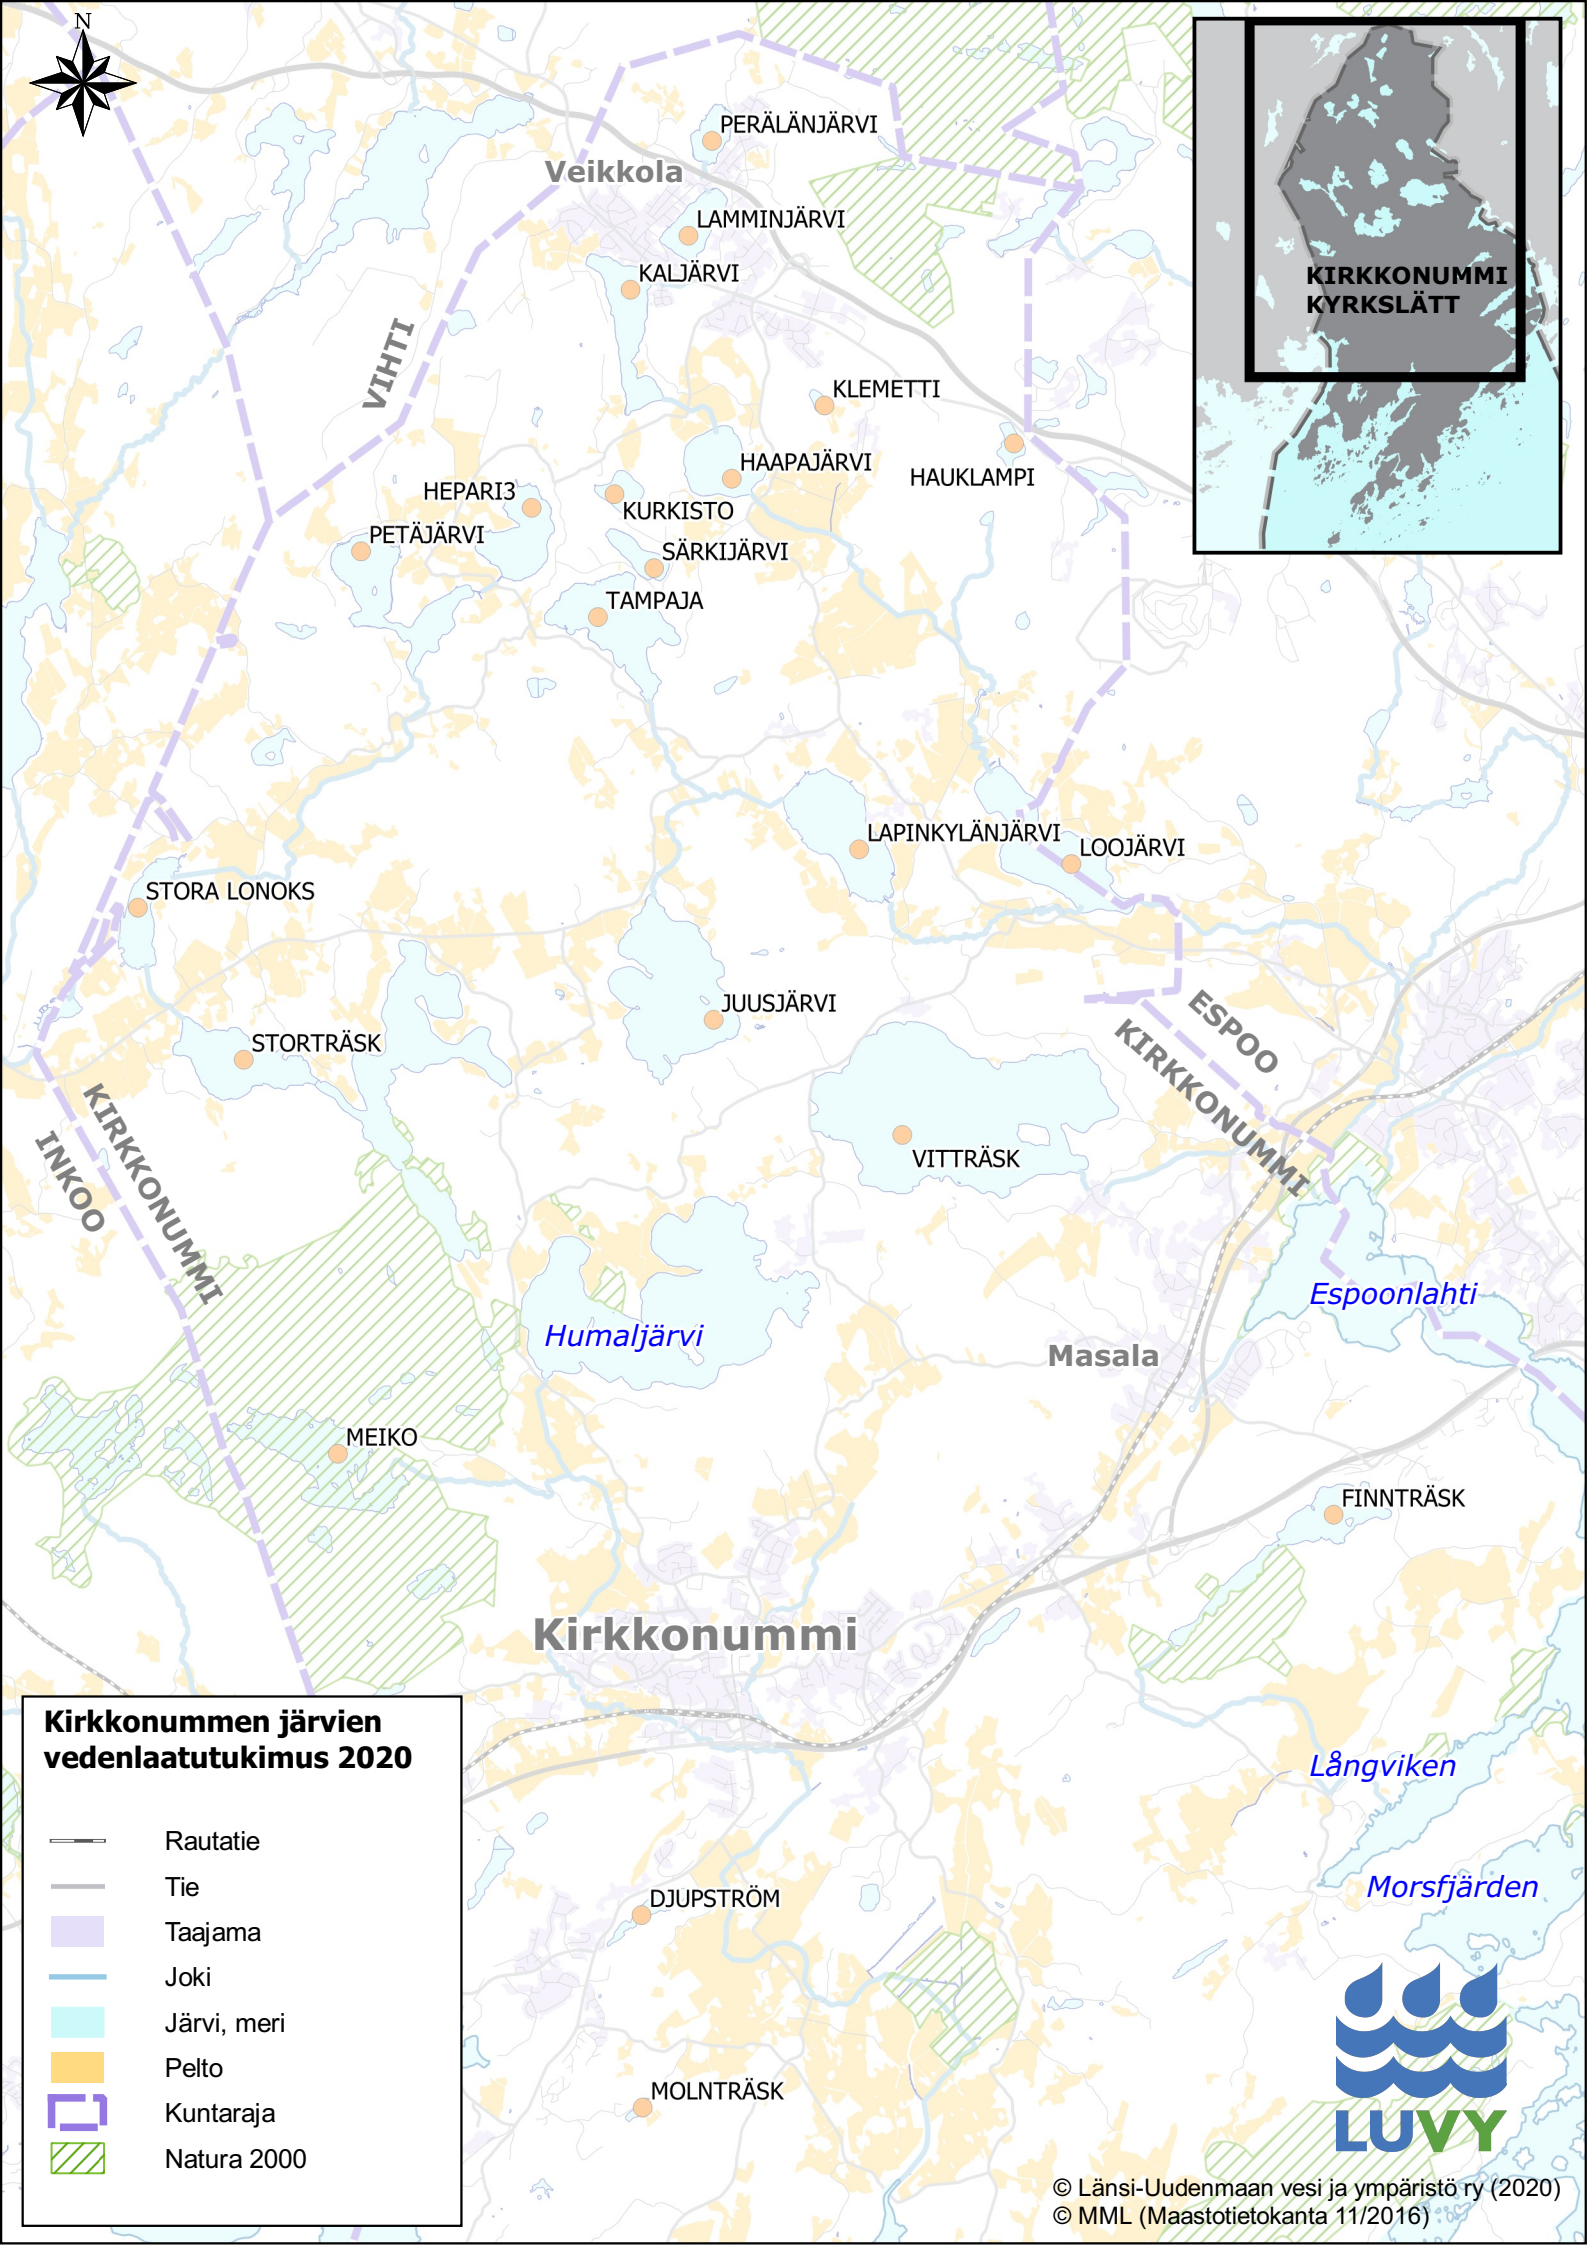 N
PERÄLÄNJÄRVI
Veikkola
LAMMINJÄRVI
KALJÄRVI
KIRKKONUMMI
KYRKSLÄTT
VIHTI
KLEMETTI
HAAPAJÄRVI
HAUKLAMPI
HEPARI3
KURKISTO
PETÄJÄRVI
SÄRKIJÄRVI
TAMPAJA
LAPINKYLÄNJÄRVI
LOOJÄRVI
STORA LONOKS
JUUSJÄRVI
ESPOO
KIRKKONUMMI
STORTRÄSK
KIRKKONUMMI
INKOO
VITTRÄSK
Espoonlahti
Humaljärvi
Masala
MEIKO
FINNTRÄSK
Kirkkonummi
Kirkkonummen järvien
vedenlaatutukimus 2020
Rautatie
Tie
Taajama
Joki
Järvi, meri
Pelto
Kuntaraja
Natura 2000
Långviken
Morsfjärden
DJUPSTRÖM
MOLNTRÄSK
LUVY
© Länsi-Uudenmaan vesi ja ympäristö ry (2020)
© MML (Maastotietokanta 11/2016)